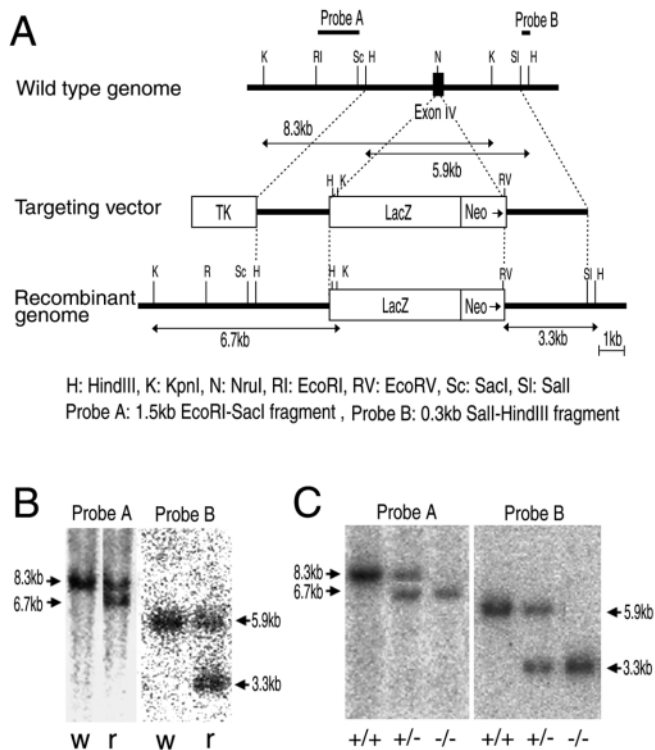 A
Probe A Probe B
K RI Sc H N K Sl H
Wild type genome
Exon IV
8.3kb
5.9kb
H K RV
Targeting vector
TK LacZ Neo
K R Sc H H K RV Sl H
Recombinant
genome
LacZ Neo
6.7kb 3.3kb
1kb
H: HindIII, K: KpnI, N: NruI, RI: EcoRI, RV: EcoRV, Sc: SacI, Sl: SalI
Probe A: 1.5kb EcoRI-SacI fragment , Probe B: 0.3kb SalI-HindIII fragment
B
Probe A Probe B
8.3kb
6.7kb
5.9kb
3.3kb
w r w r
C
Probe A Probe B
8.3kb
6.7kb
5.9kb
3.3kb
+/+ +/- -/- +/+ +/- -/-